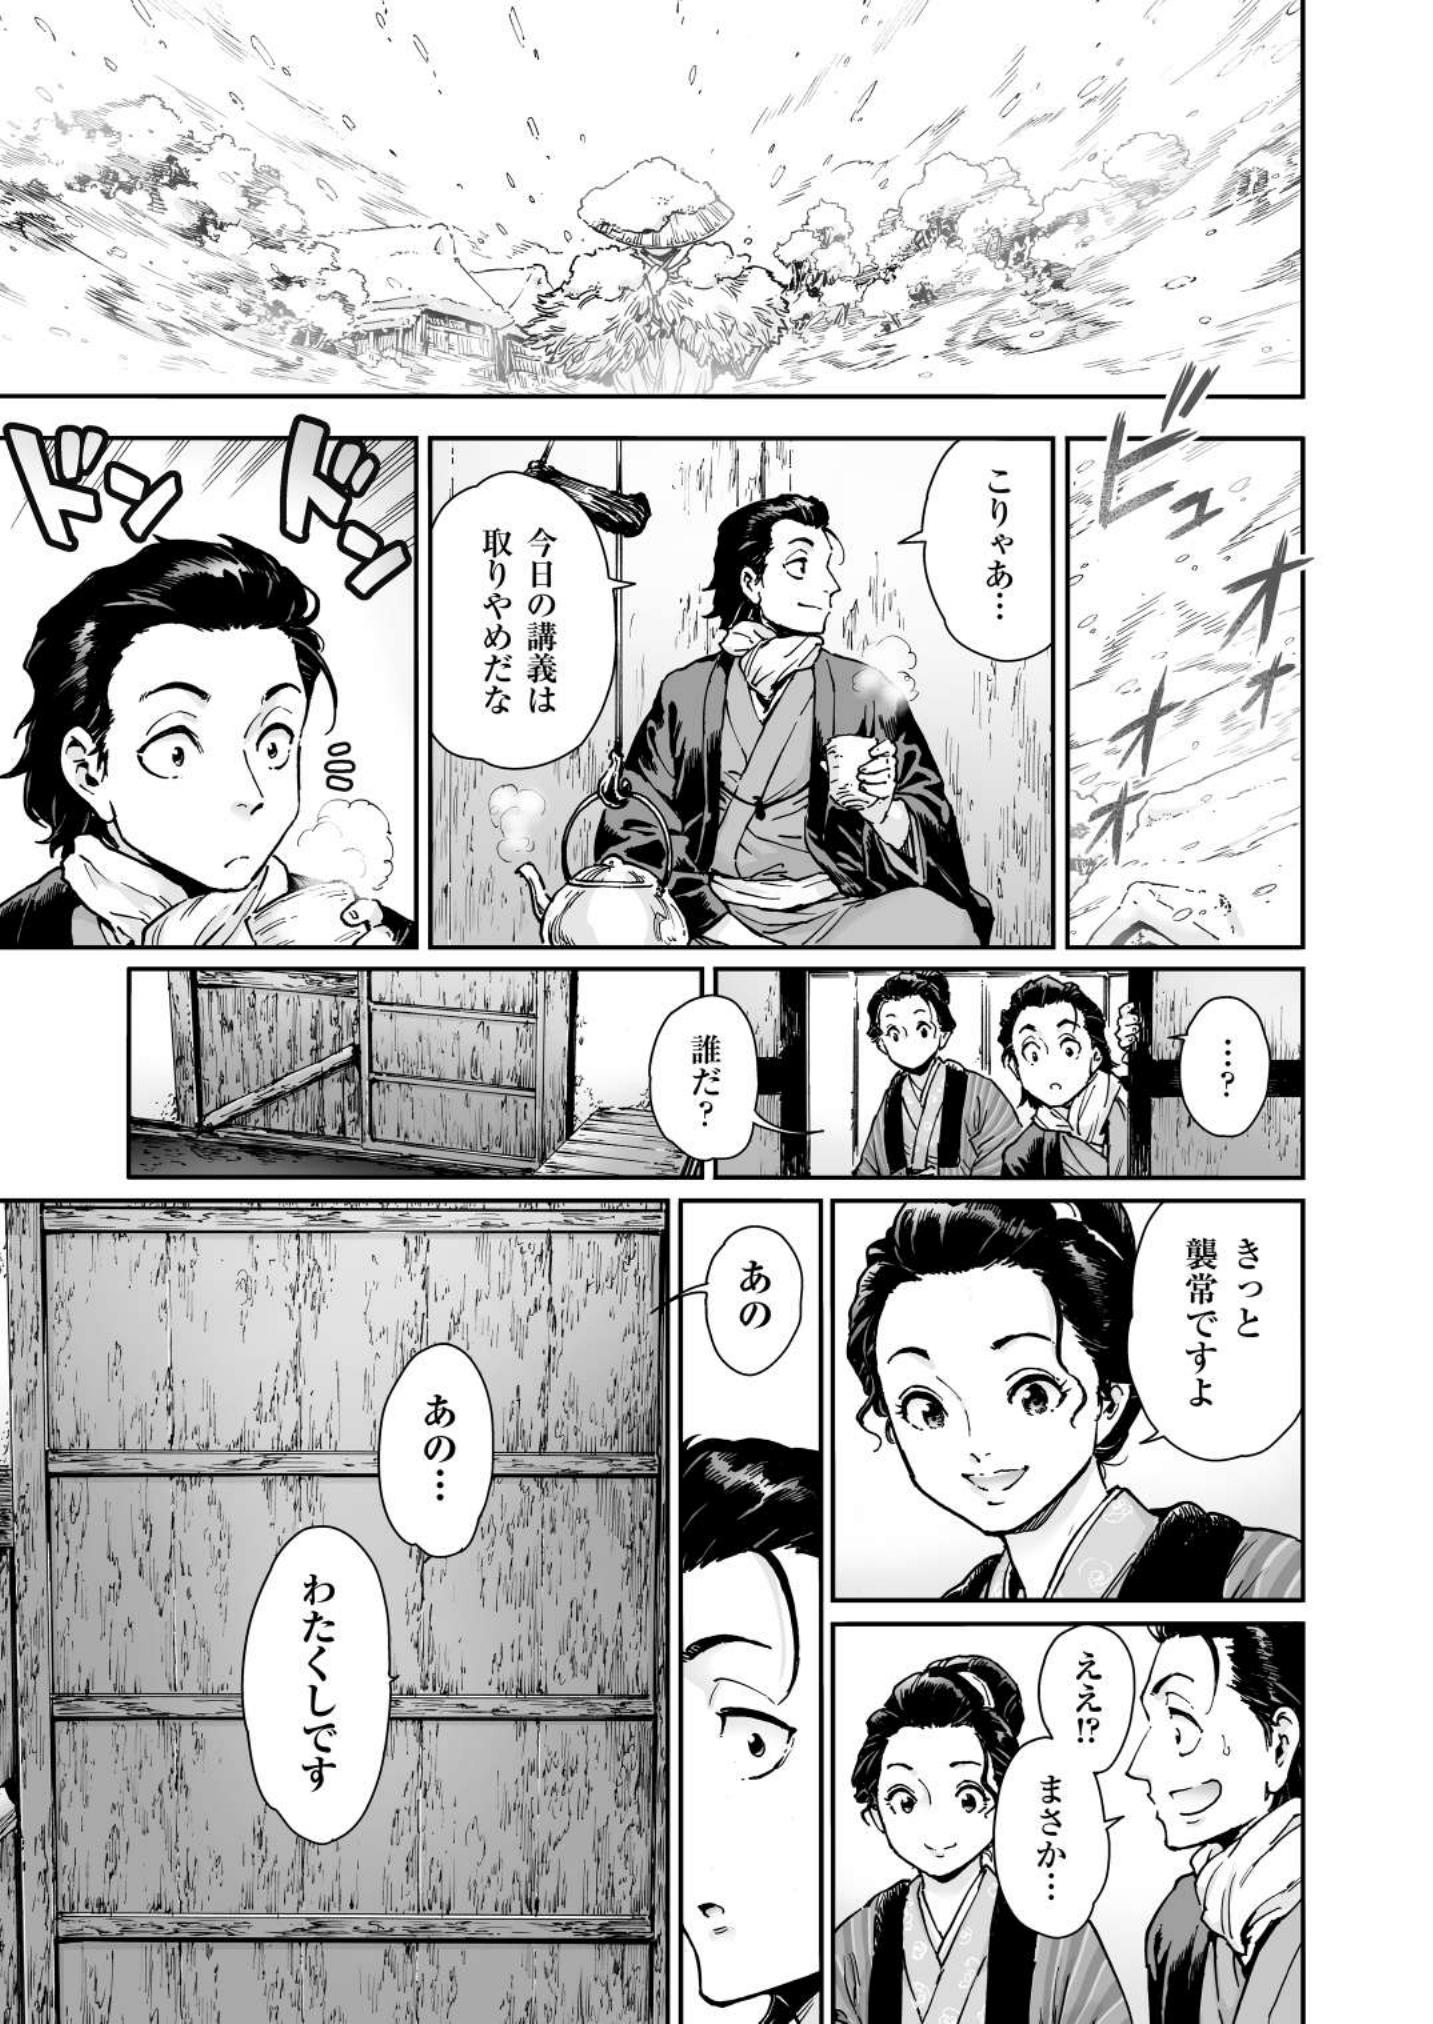 ビュオオオオ
こりゃあ…
今日の講義は
取りやめだな
ドンドン
…?
誰だ?
きっと
襲常ですよ
ええ!?
まさか…
あの
あの…
わたくしです